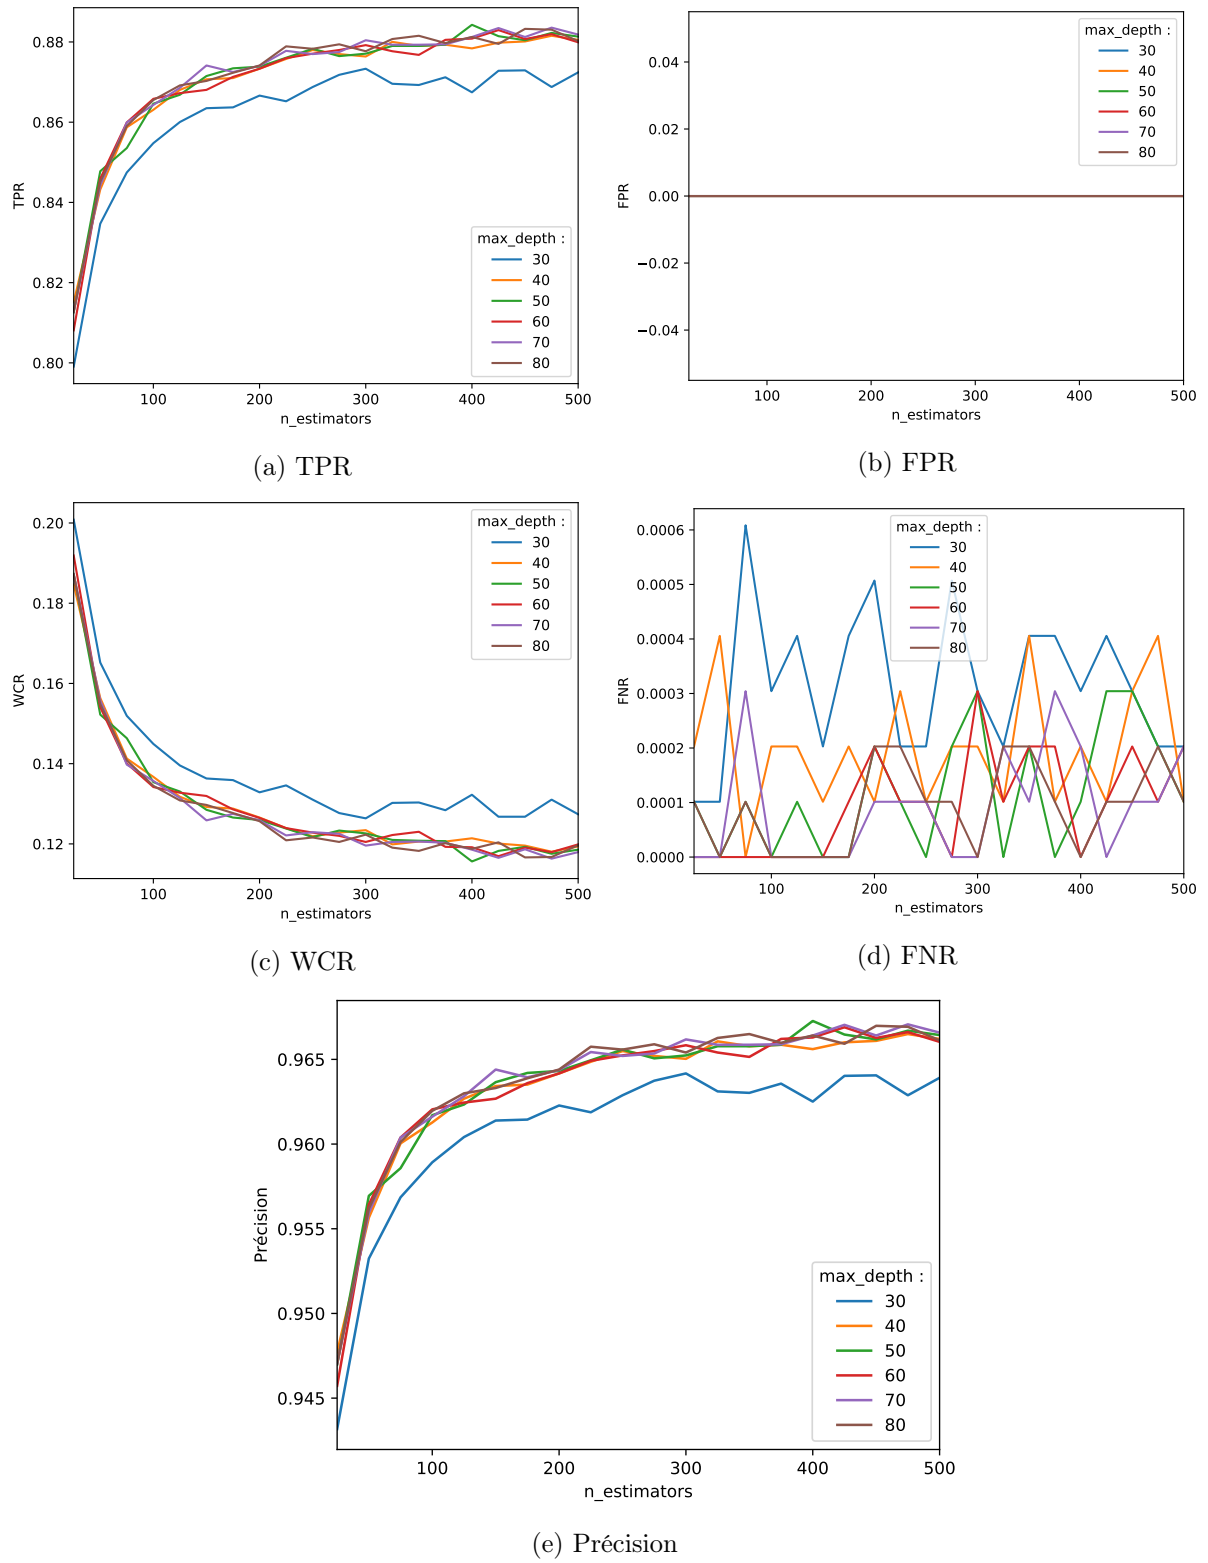 0.88
0.86
0.84
0.82
0.80
TPR
100 200 300 400 500
n_estimators
max_depth :
30
40
50
60
70
80
(a) TPR
0.04
0.02
0.00
−0.02
−0.04
FPR
100 200 300 400 500
n_estimators
max_depth :
30
40
50
60
70
80
(b) FPR
0.20
0.18
0.16
0.14
0.12
WCR
100 200 300 400 500
n_estimators
max_depth :
30
40
50
60
70
80
(c) WCR
0.0006
0.0005
0.0004
0.0003
0.0002
0.0001
0.0000
FNR
100 200 300 400 500
n_estimators
max_depth :
30
40
50
60
70
80
(d) FNR
0.965
0.960
0.955
0.950
0.945
Précision
100 200 300 400 500
n_estimators
max_depth :
30
40
50
60
70
80
(e) Précision